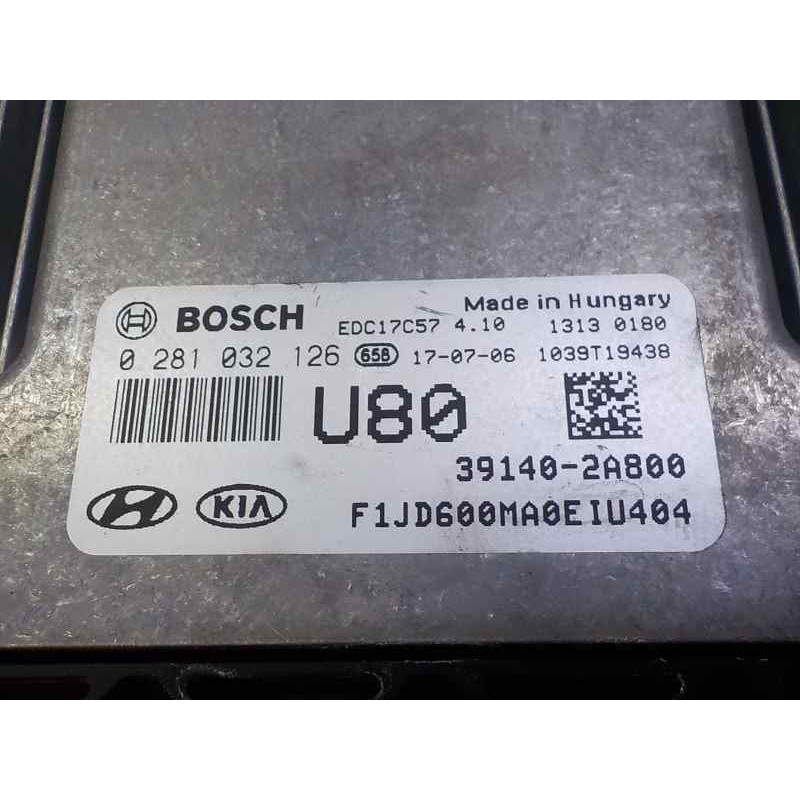 BOSCH EDC17C57 4.10 Made in Hungary 1313 0180
0 281 032 126 658 17-07-06 1039T19438
U80
39140-2A800
KIA F1JD600MA0EIU404